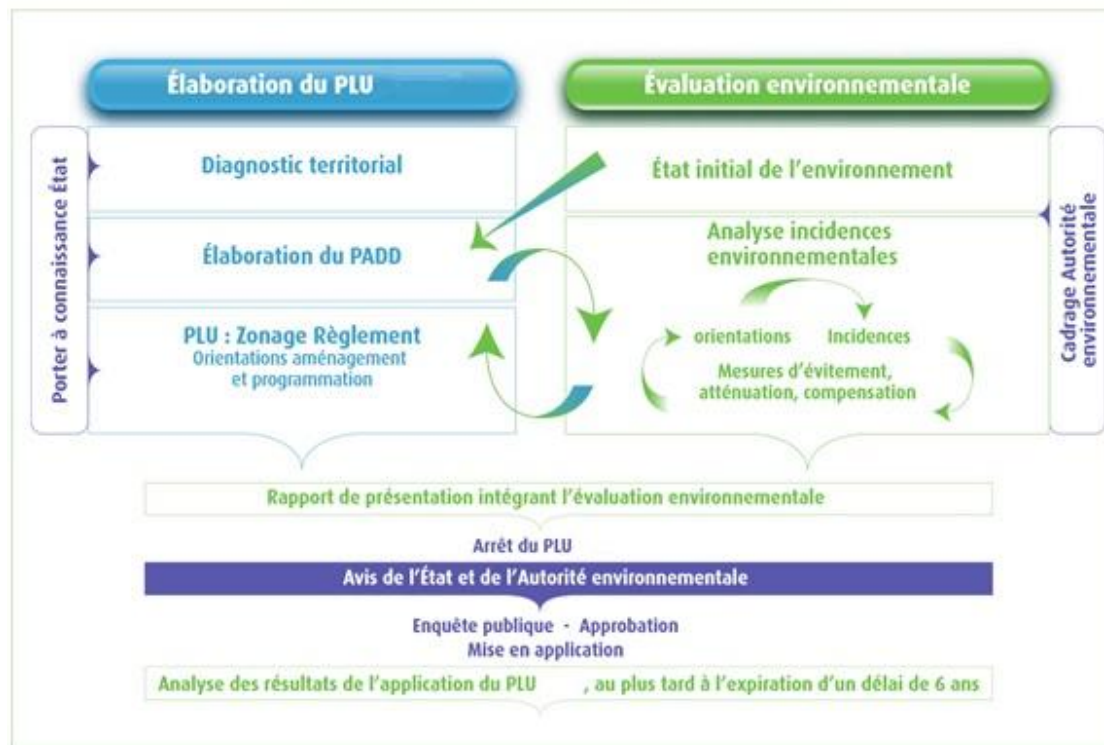 Élaboration du PLU
Évaluation environnementale
Porter à connaissance État
Diagnostic territorial
État initial de l'environnement
Élaboration du PADD
Analyse incidences
environnementales
PLU : Zonage Règlement
Orientations aménagement
et programmation
orientations
Incidences
Mesures d'évitement,
atténuation, compensation
Cadrage Autorité
environnementale
Rapport de présentation intégrant l'évaluation environnementale
Arrêt du PLU
Avis de l'État et de l'Autorité environnementale
Enquête publique - Approbation
Mise en application
Analyse des résultats de l'application du PLU , au plus tard à l'expiration d'un délai de 6 ans